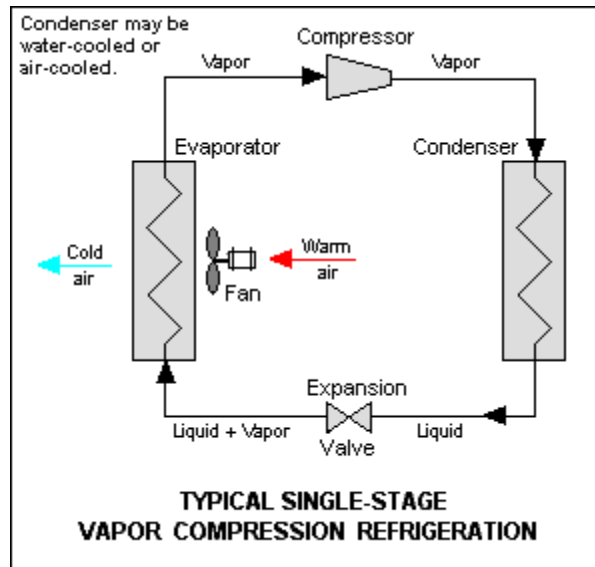 Condenser may be
water-cooled or
air-cooled.
Compressor
Vapor
Vapor
Evaporator
Condenser
Cold
air
Warm
air
Fan
Expansion
Valve
Liquid + Vapor
Liquid
TYPICAL SINGLE-STAGE
VAPOR COMPRESSION REFRIGERATION